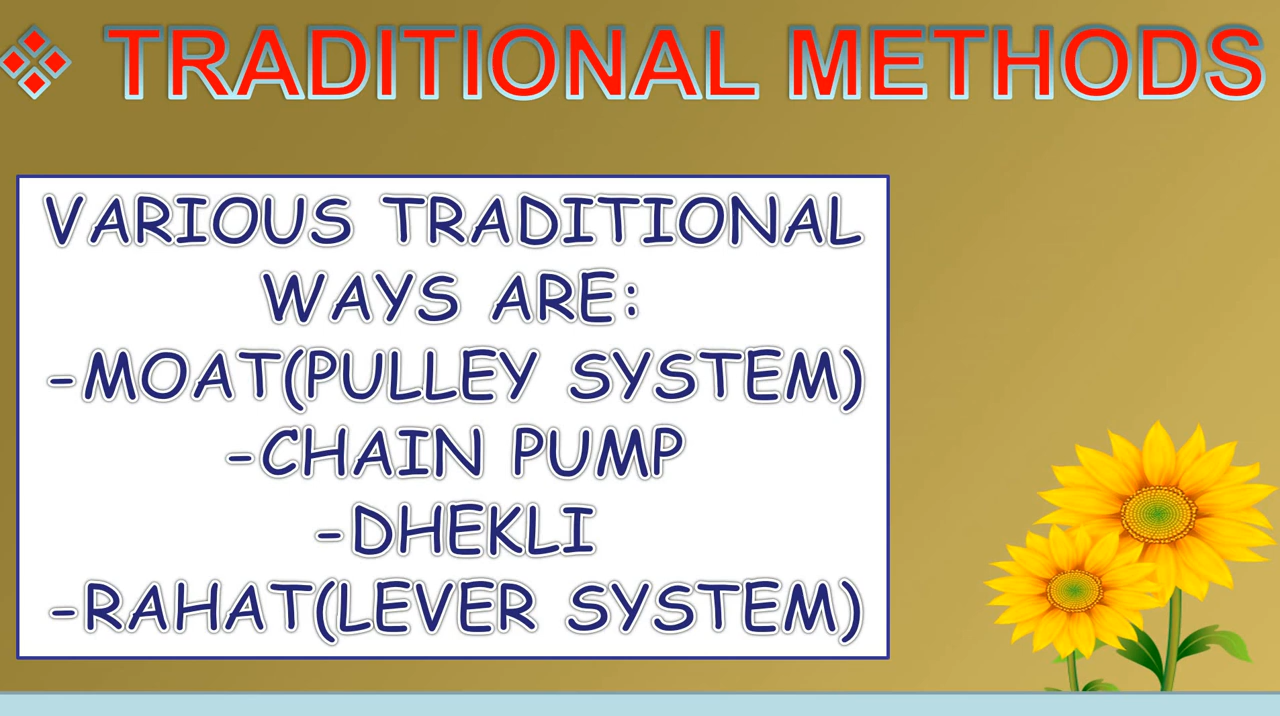 TRADITIONAL METHODS
VARIOUS TRADITIONAL
WAYS ARE:
-MOAT(PULLEY SYSTEM)
-CHAIN PUMP
-DHEKLI
-RAHAT(LEVER SYSTEM)